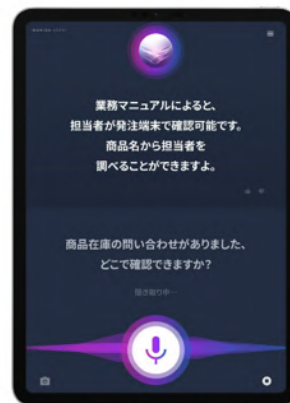 業務マニュアルによると、
担当者が発注端末で確認可能です。
商品名から担当者を
調べることができますよ。
商品在庫の問い合わせがありました、
どこで確認できますか？
聞き取り中…